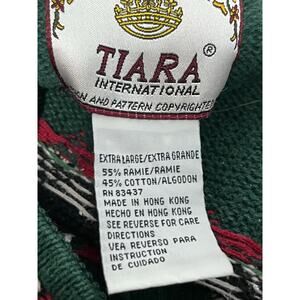 TIARA ®
INTERNATIONAL
AND PATTERN COPYRIGHTED
EXTRA LARGE/EXTRA GRANDE
55% RAMIE/RAMIE
45% COTTON/ALGODON
RN 83437
MADE IN HONG KONG
HECHO EN HONG KONG
SEE REVERSE FOR CARE
DIRECTIONS
VEA REVERSO PARA
INSTRUCTION
DE CUIDADO